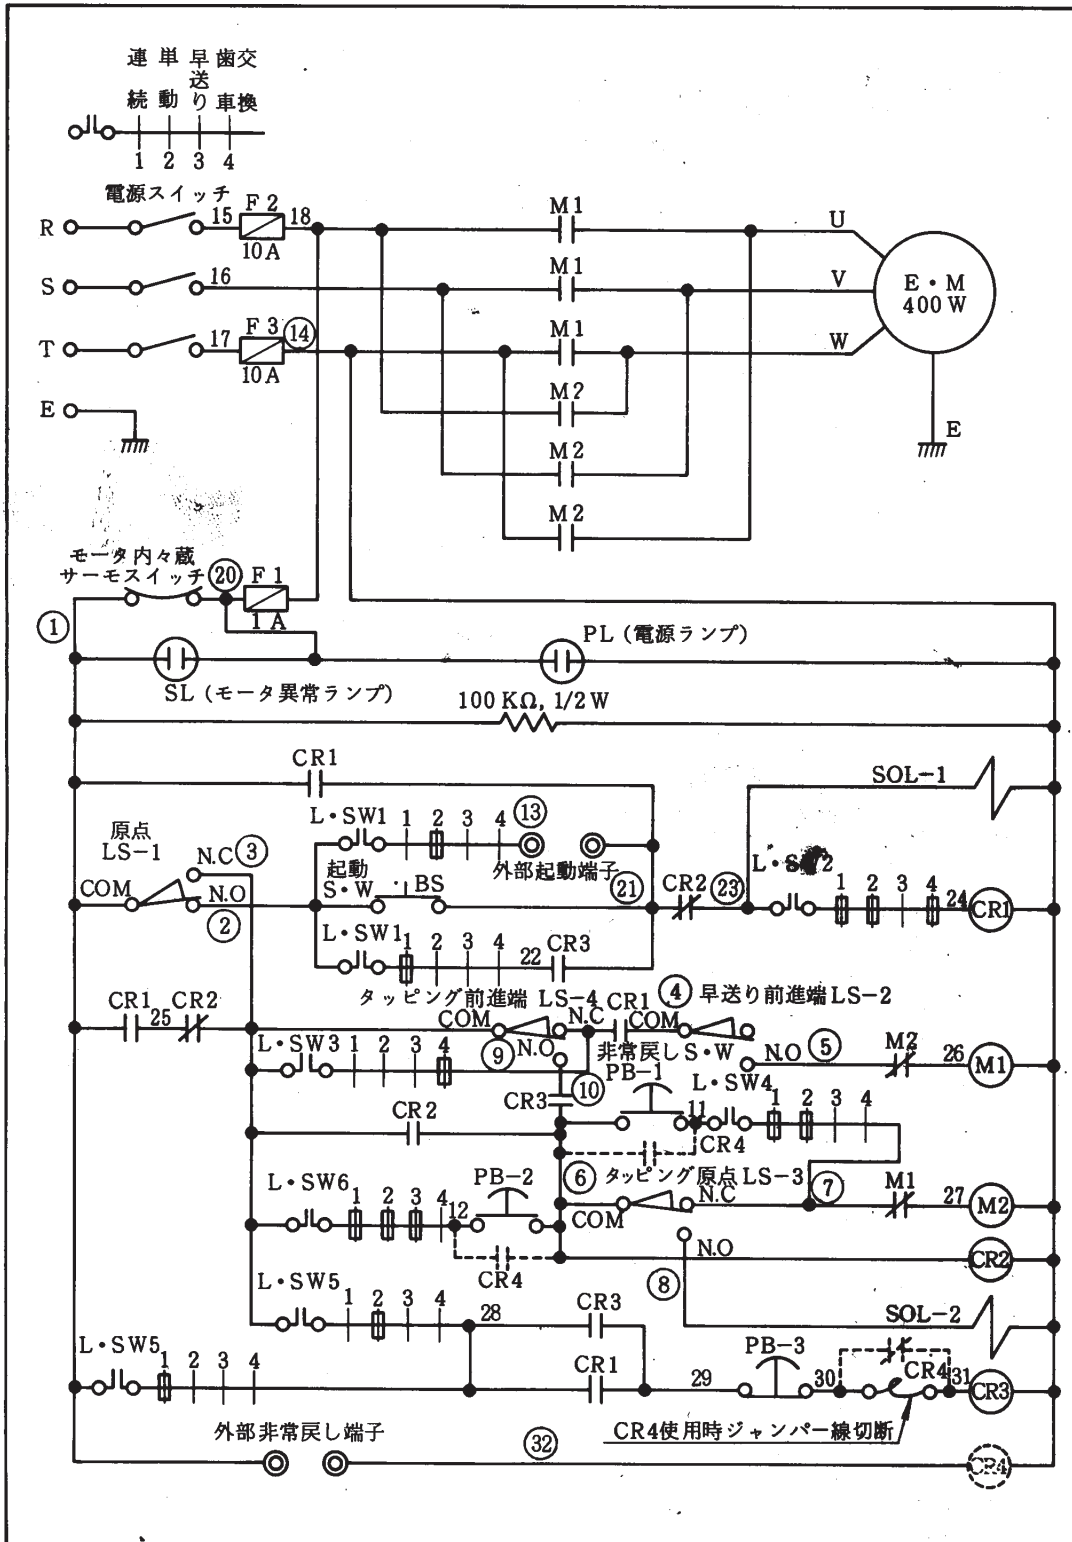 連続 単動 早送り 歯車交換
1 2 3 4
電源スイッチ
R 15 F2 18 M1 U
10A
S 16 M1 V E・M
400W
T 17 F3 ⑭ M1 W
10A
M2
E E
M2
M2
モータ内々蔵
サーモスイッチ ⑳ F1
① 1A
PL(電源ランプ)
SL(モータ異常ランプ)
100KΩ, 1/2W
CR1 SOL-1
L・SW1 1 2 3 4 ⑬
原点
LS-1 N.C ③ 外部起動端子
起動
COM N.O S・W BS ㉑ CR2 ㉓ 1 2 3 4 24 CR1
②
L・SW1 1 2 3 4 22 CR3
タッピング前進端 LS-4 CR1 ④ 早送り前進端LS-2
CR1 25 CR2 COM N.C COM
L・SW3 1 2 3 4 ⑨ N.O 非常戻しS・W N.O ⑤ M2 26 M1
CR3 ⑩ PB-1 L・SW4
CR2 11 1 2 3 4
CR4
⑥ タッピング原点LS-3
L・SW6 1 2 3 4 12 PB-2 COM N.C ⑦ M1 27 M2
CR4 N.O CR2
⑧
L・SW5 1 2 3 4 28 CR3 SOL-2
L・SW5 1 2 3 4 CR1 29 PB-3 30 CR4 31 CR3
外部非常戻し端子 ㉜ CR4使用時ジャンパー線切断
CR4